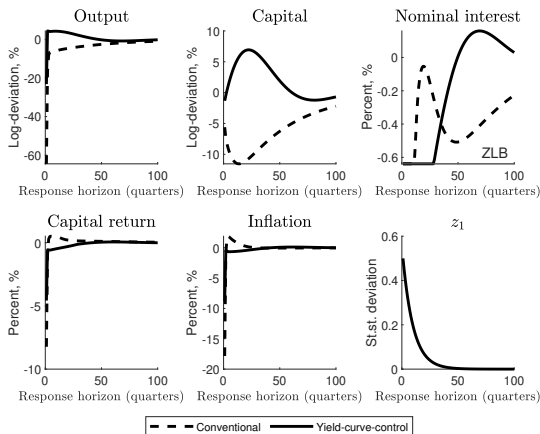 Output
Log-deviation, %
0
-20
-40
-60
0 50 100
Response horizon (quarters)
Capital
Log-deviation, %
10
5
0
-5
-10
0 50 100
Response horizon (quarters)
Nominal interest
Percent, %
0
-0.2
-0.4
-0.6
ZLB
0 50 100
Response horizon (quarters)
Capital return
Percent, %
0
-5
-10
0 50 100
Response horizon (quarters)
Inflation
Percent, %
0
-5
-10
-15
-20
0 50 100
Response horizon (quarters)
z1
St.st. deviation
0.6
0.4
0.2
0
0 50 100
Response horizon (quarters)
Conventional Yield-curve-control